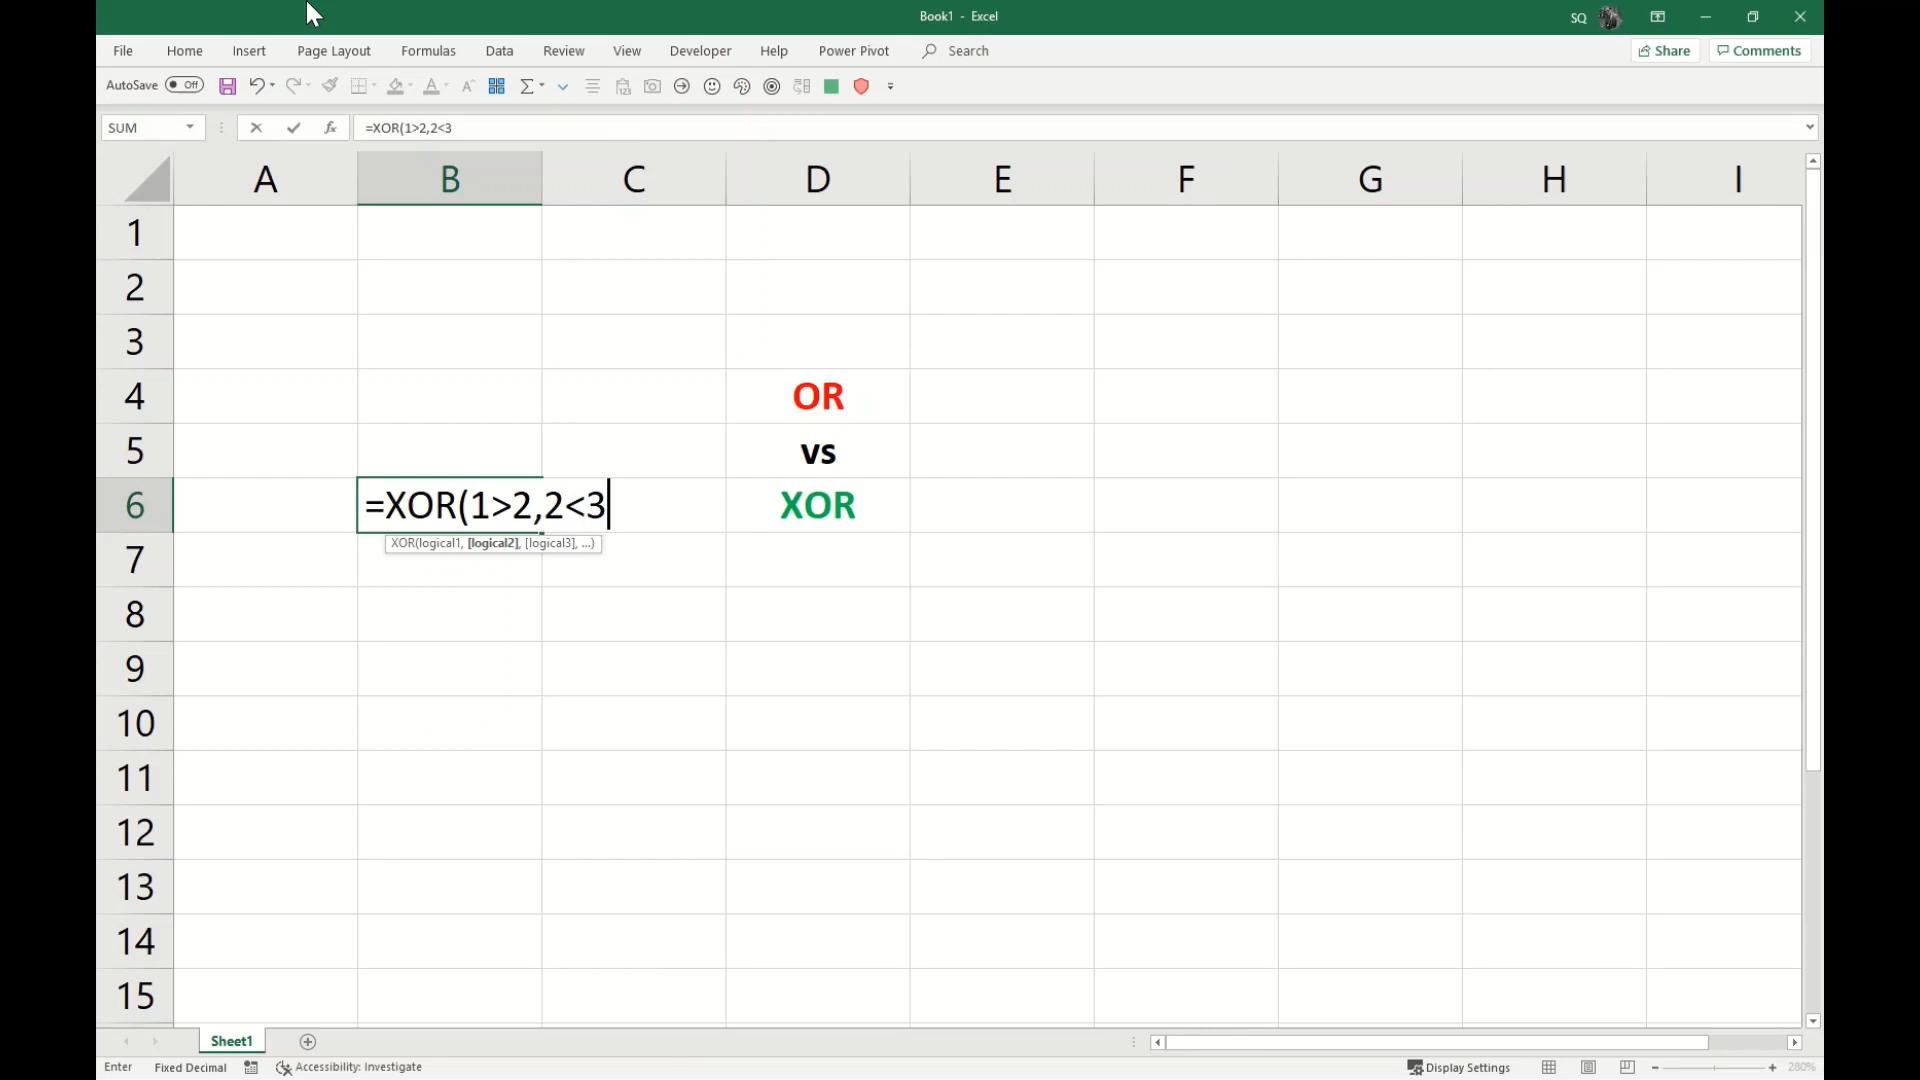 Book1 - Excel
SQ
File Home Insert Page Layout Formulas Data Review View Developer Help Power Pivot Search
Share Comments
AutoSave Off
SUM
fx
=XOR(1>2,2<3
A B C D E F G H I
1
2
3
4 OR
5 vs
6 =XOR(1>2,2<3 XOR
XOR(logical1, [logical2], [logical3], ...)
7
8
9
10
11
12
13
14
15
Sheet1
Enter Fixed Decimal Accessibility: Investigate Display Settings 280%